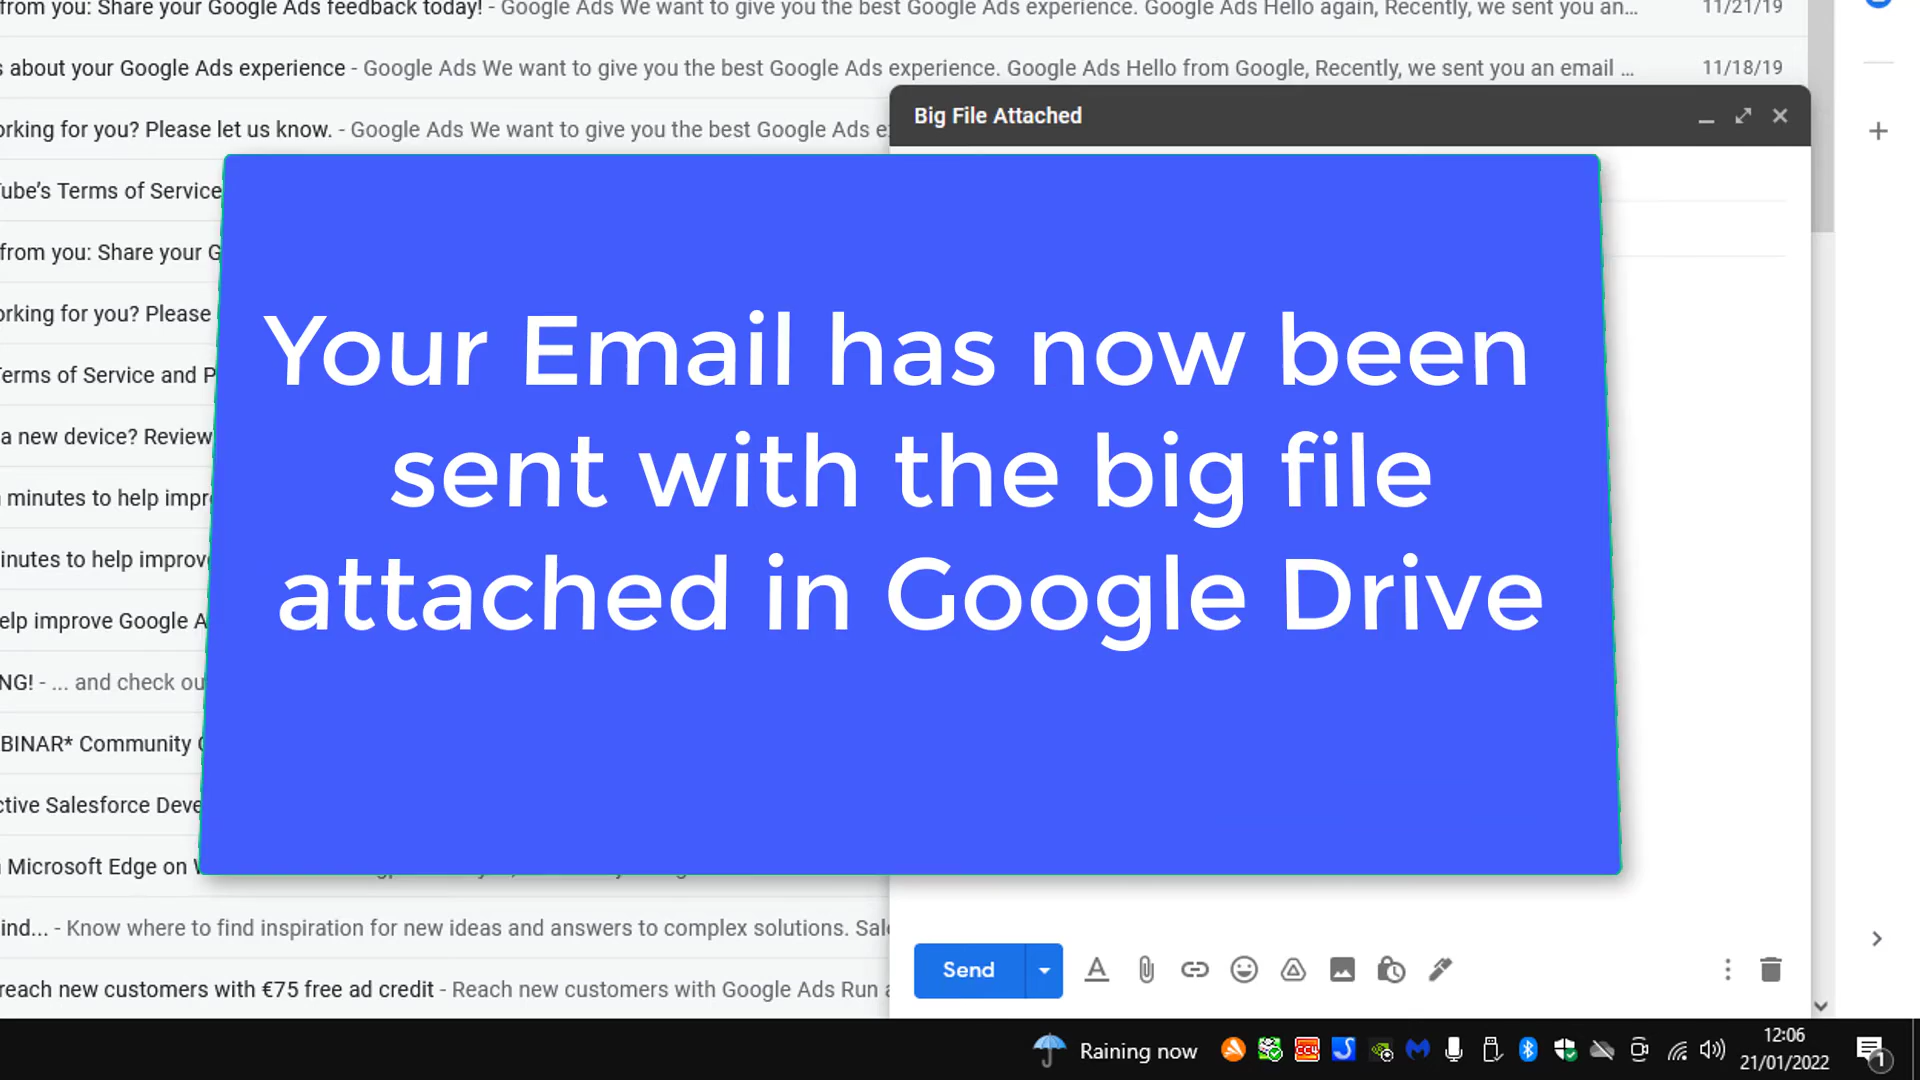 from you: Share your Google Ads feedback today! - Google Ads We want to give you the best Google Ads experience. Google Ads Hello again, Recently, we sent you an... 11/21/19
s about your Google Ads experience - Google Ads We want to give you the best Google Ads experience. Google Ads Hello from Google, Recently, we sent you an email ... 11/18/19
Big File Attached
orking for you? Please let us know. - Google Ads We want to give you the best Google Ads e
ube's Terms of Service
from you: Share your G
orking for you? Please
Terms of Service and P
a new device? Review
minutes to help impr
inutes to help improv
elp improve Google A
NG! - ... and check ou
BINAR* Community
ctive Salesforce Deve
Microsoft Edge on
Your Email has now been
sent with the big file
attached in Google Drive
ind... - Know where to find inspiration for new ideas and answers to complex solutions. Sal
reach new customers with €75 free ad credit - Reach new customers with Google Ads Run
Send
Raining now
CC4
12:06
21/01/2022
1